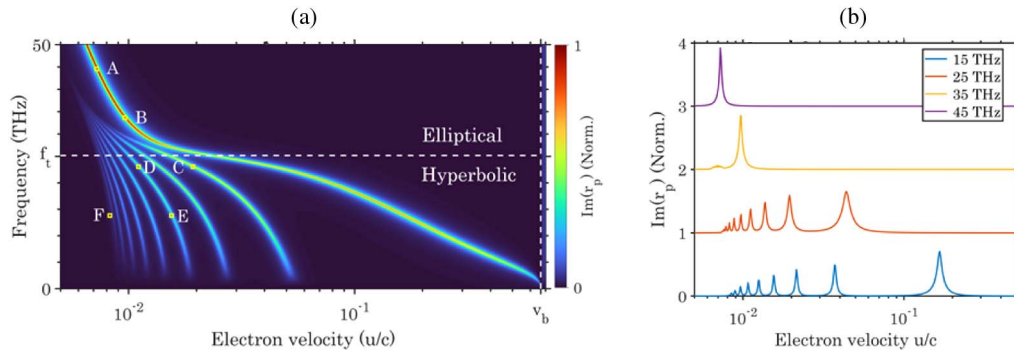 (a)
50
A
B
Elliptical
f_t
Hyperbolic
D
C
F
E
0
10^-2
10^-1
v_b
Frequency (THz)
Electron velocity (u/c)
1
0
Im(r_p) (Norm.)
(b)
4
3
2
1
0
Im(r_p) (Norm.)
15 THz
25 THz
35 THz
45 THz
10^-2
10^-1
Electron velocity u/c